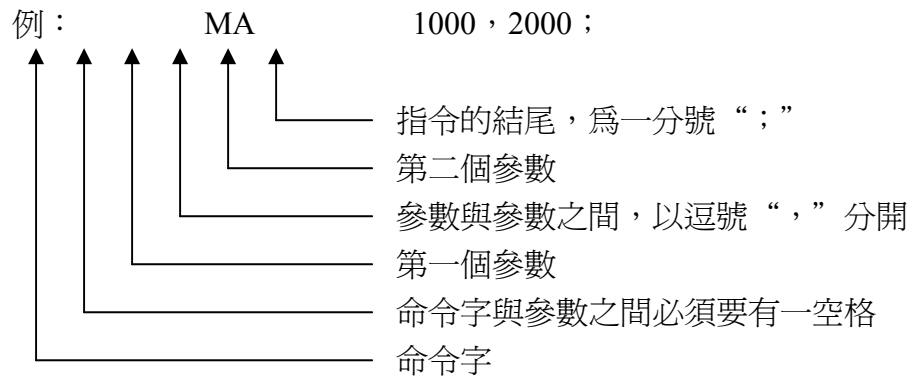 例： MA 1000，2000；
指令的結尾，爲一分號“；”
第二個參數
參數與參數之間，以逗號“，”分開
第一個參數
命令字與參數之間必須要有一空格
命令字